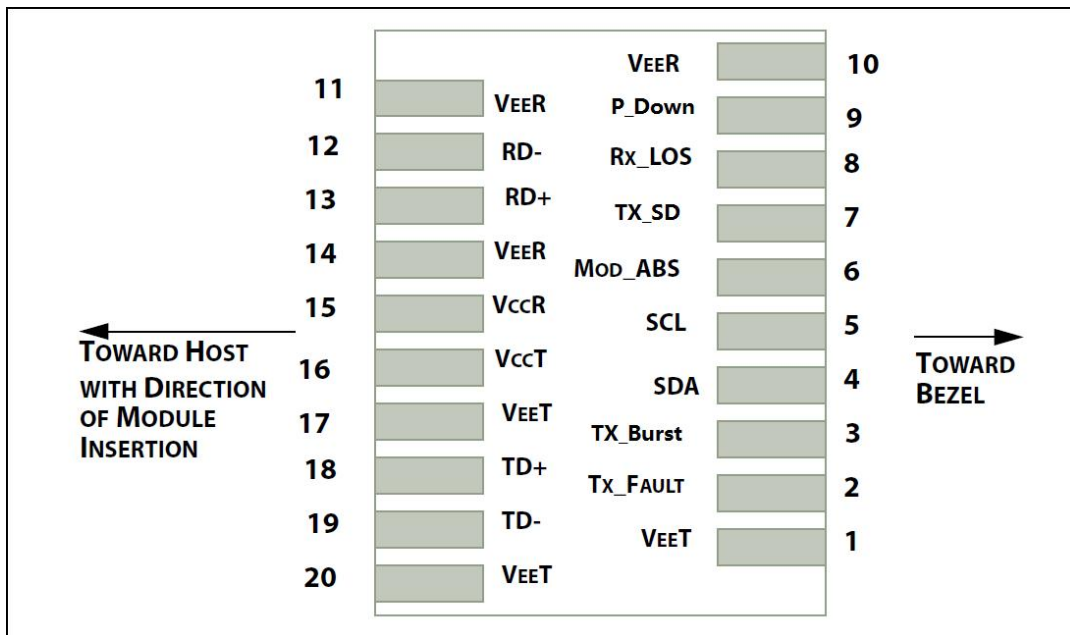 VEER 10
11 VEER
P_Down 9
12 RD-
Rx_LOS 8
13 RD+
TX_SD 7
14 VEER
MOD_ABS 6
15 VccR
SCL 5
16 VccT
SDA 4
17 VEET
TX_Burst 3
18 TD+
Tx_FAULT 2
19 TD-
VEET 1
20 VEET
TOWARD HOST
WITH DIRECTION
OF MODULE
INSERTION
TOWARD
BEZEL